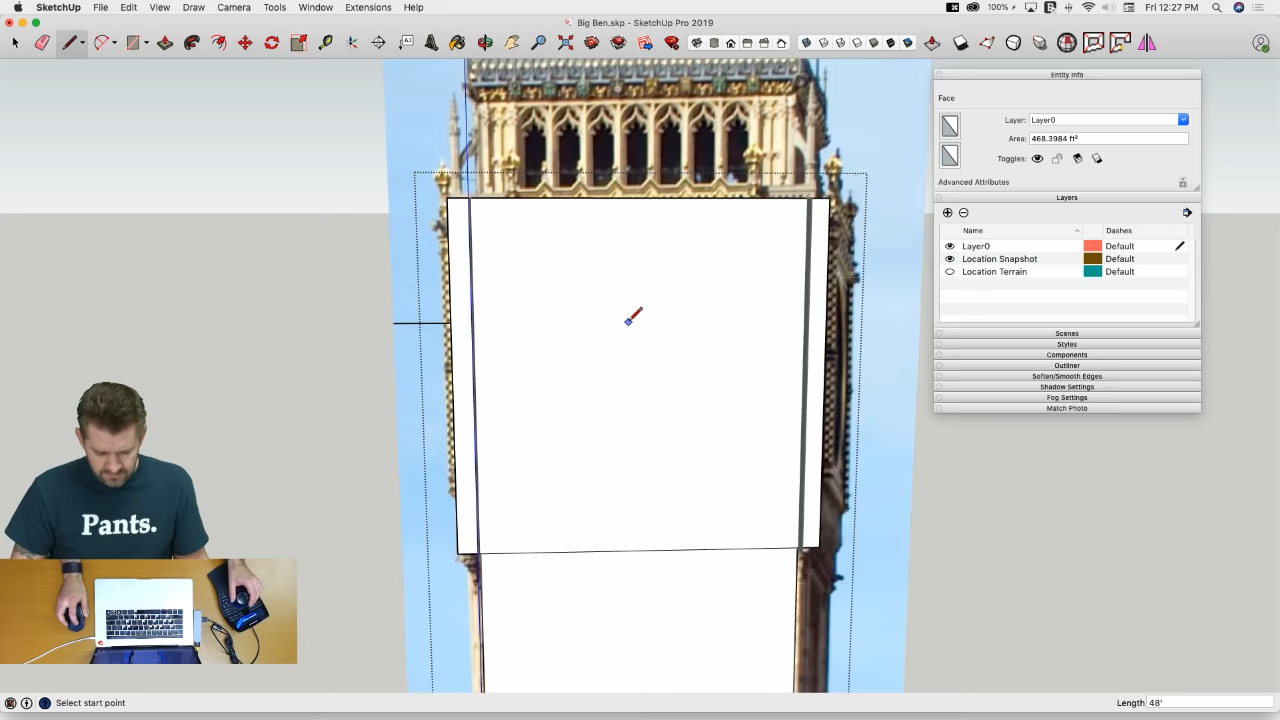 SketchUp File Edit View Draw Camera Tools Window Extensions Help 100% Fri 12:27 PM
Big Ben.skp - SketchUp Pro 2019
Entity Info
Face
Layer: Layer0
Area: 468.3984 ft²
Toggles:
Advanced Attributes
Layers
Name Dashes
Layer0 Default
Location Snapshot Default
Location Terrain Default
Scenes
Styles
Components
Outliner
Soften/Smooth Edges
Shadow Settings
Fog Settings
Match Photo
Pants.
Select start point
Length 48'